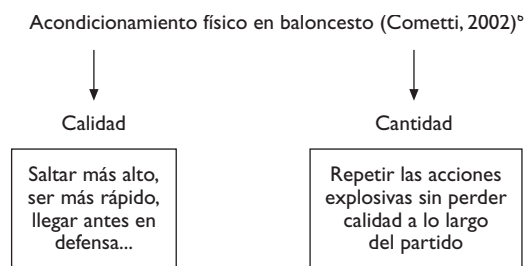 Acondicionamiento físico en baloncesto (Cometti, 2002)⁶
Calidad
Cantidad
Saltar más alto,
ser más rápido,
llegar antes en
defensa...
Repetir las acciones
explosivas sin perder
calidad a lo largo
del partido